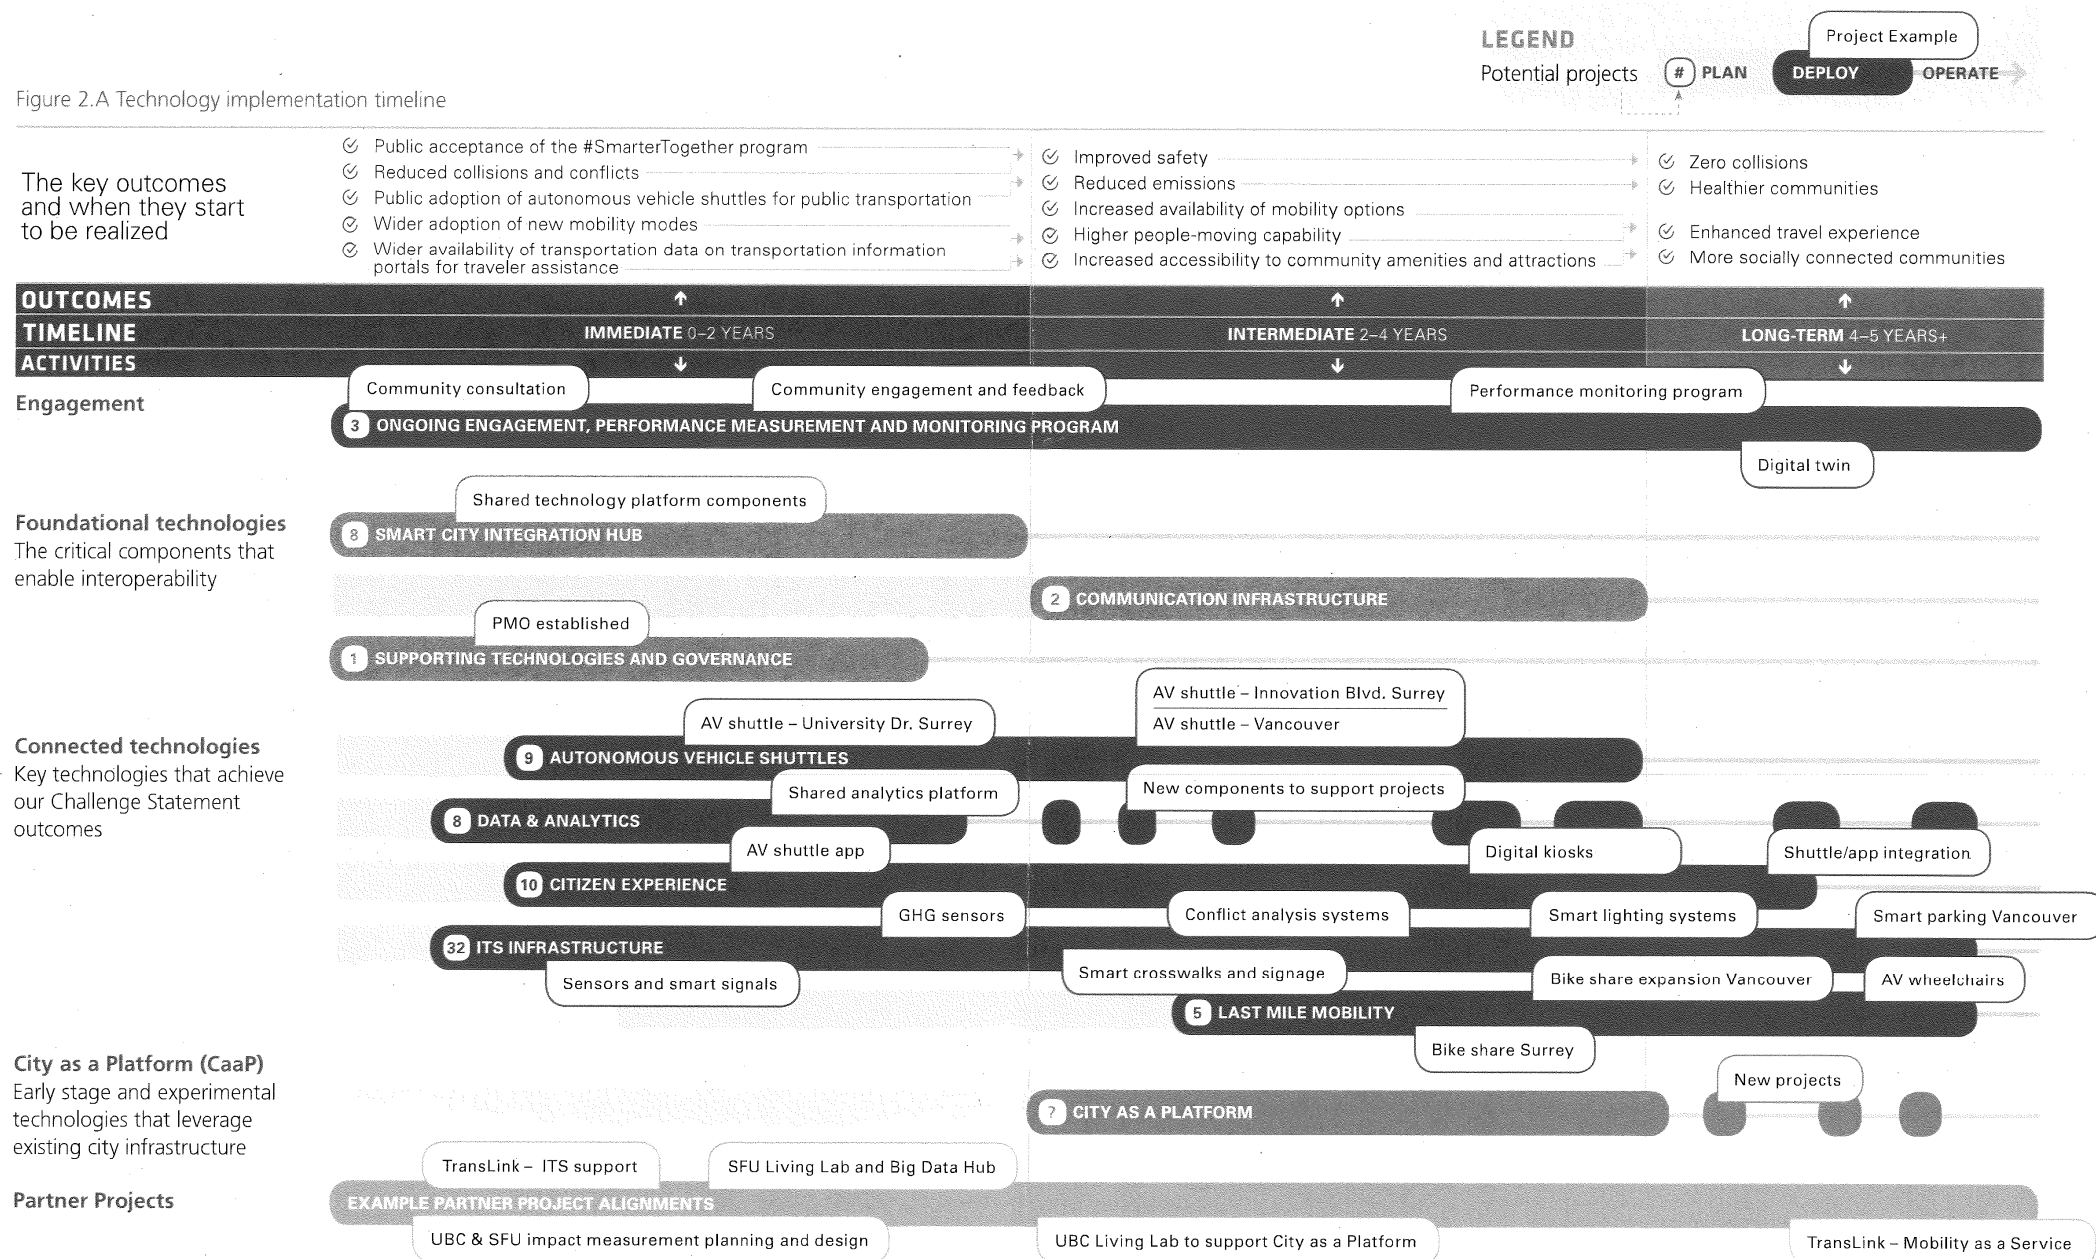 LEGEND
Project Example
Potential projects # PLAN DEPLOY OPERATE
Figure 2.A Technology implementation timeline
The key outcomes
and when they start
to be realized
Public acceptance of the #SmarterTogether program
Reduced collisions and conflicts
Public adoption of autonomous vehicle shuttles for public transportation
Wider adoption of new mobility modes
Wider availability of transportation data on transportation information
portals for traveler assistance
Improved safety
Reduced emissions
Increased availability of mobility options
Higher people-moving capability
Increased accessibility to community amenities and attractions
Zero collisions
Healthier communities
Enhanced travel experience
More socially connected communities
OUTCOMES
TIMELINE IMMEDIATE 0–2 YEARS INTERMEDIATE 2–4 YEARS LONG-TERM 4–5 YEARS+
ACTIVITIES
Engagement
Community consultation
Community engagement and feedback
Performance monitoring program
3 ONGOING ENGAGEMENT, PERFORMANCE MEASUREMENT AND MONITORING PROGRAM
Digital twin
Foundational technologies
The critical components that
enable interoperability
Shared technology platform components
8 SMART CITY INTEGRATION HUB
2 COMMUNICATION INFRASTRUCTURE
PMO established
1 SUPPORTING TECHNOLOGIES AND GOVERNANCE
Connected technologies
Key technologies that achieve
our Challenge Statement
outcomes
AV shuttle – University Dr. Surrey
AV shuttle – Innovation Blvd. Surrey
AV shuttle – Vancouver
9 AUTONOMOUS VEHICLE SHUTTLES
Shared analytics platform
New components to support projects
8 DATA & ANALYTICS
AV shuttle app
Digital kiosks
Shuttle/app integration
10 CITIZEN EXPERIENCE
GHG sensors
Conflict analysis systems
Smart lighting systems
Smart parking Vancouver
32 ITS INFRASTRUCTURE
Sensors and smart signals
Smart crosswalks and signage
Bike share expansion Vancouver
AV wheelchairs
5 LAST MILE MOBILITY
Bike share Surrey
City as a Platform (CaaP)
Early stage and experimental
technologies that leverage
existing city infrastructure
New projects
? CITY AS A PLATFORM
Partner Projects
TransLink – ITS support
SFU Living Lab and Big Data Hub
EXAMPLE PARTNER PROJECT ALIGNMENTS
UBC & SFU impact measurement planning and design
UBC Living Lab to support City as a Platform
TransLink – Mobility as a Service